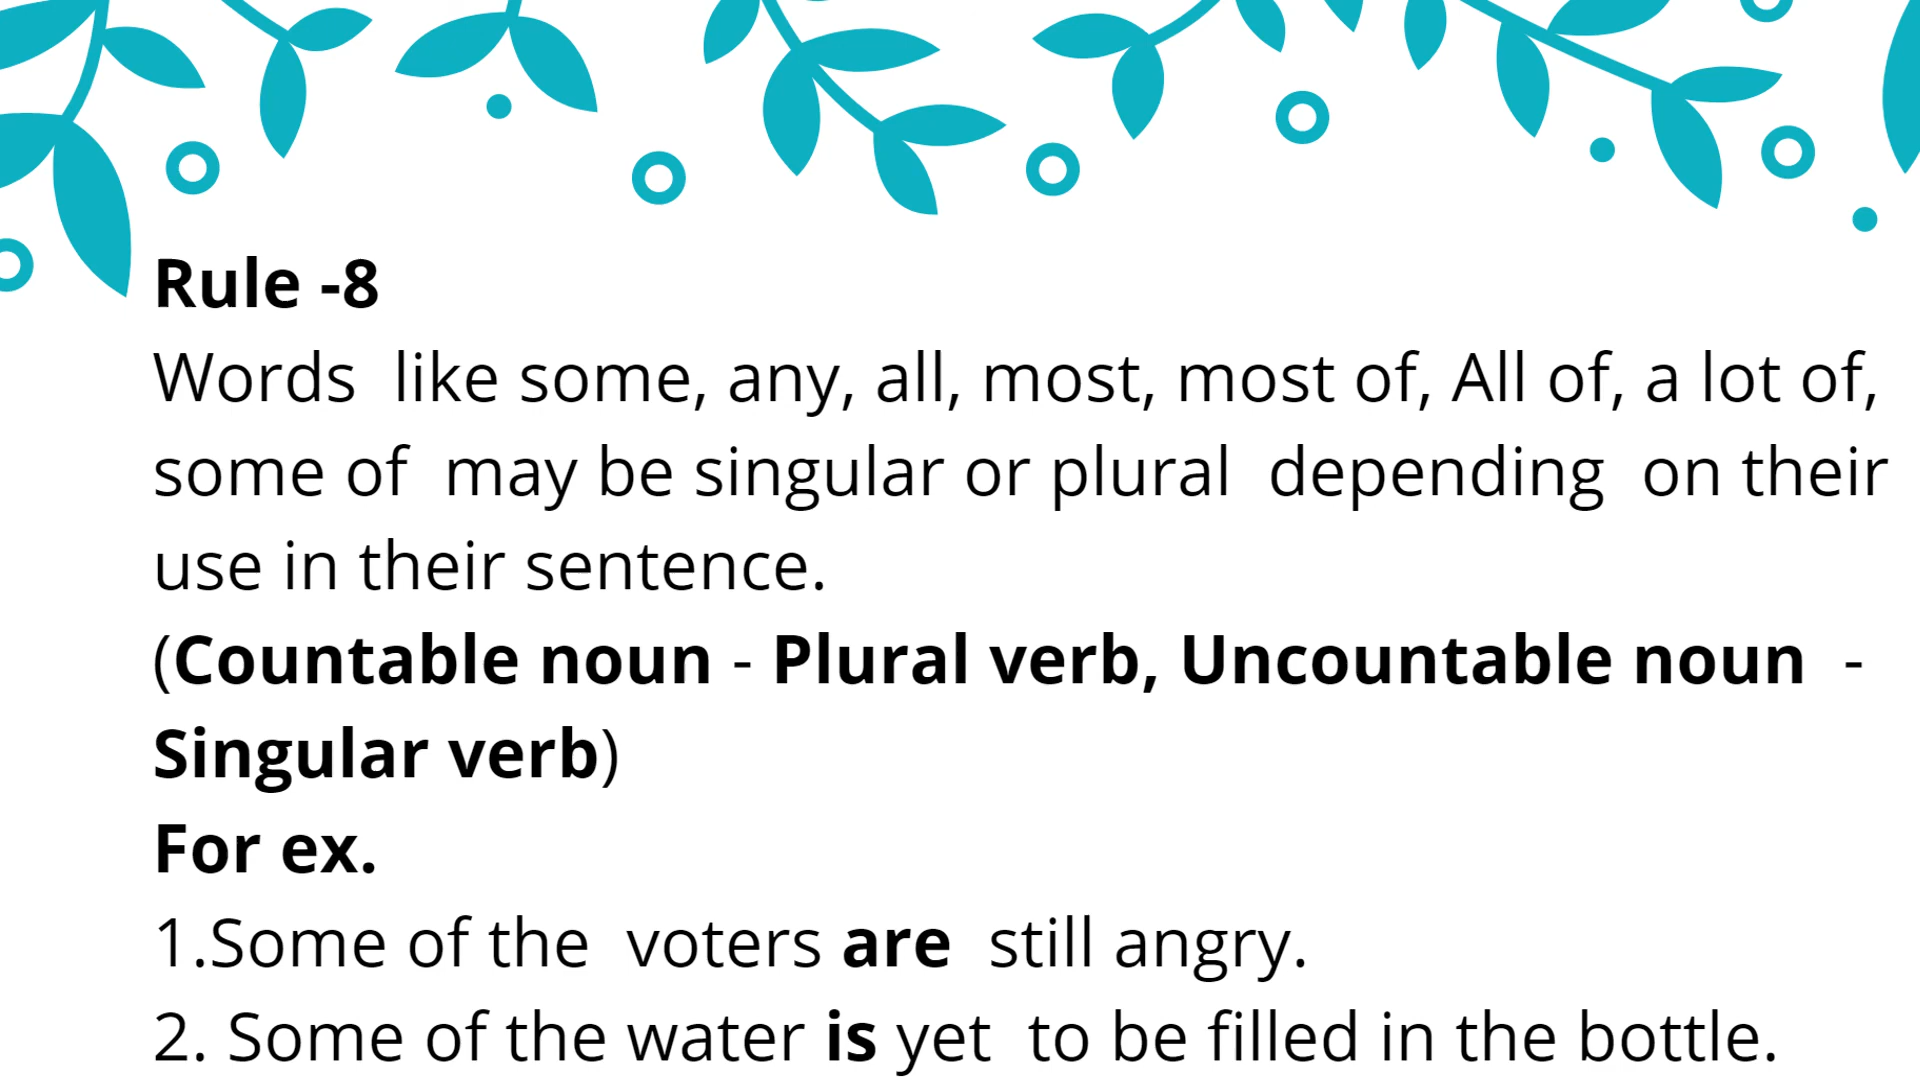 Rule -8
Words like some, any, all, most, most of, All of, a lot of,
some of may be singular or plural depending on their
use in their sentence.
(Countable noun - Plural verb, Uncountable noun -
Singular verb)
For ex.
1.Some of the voters are still angry.
2. Some of the water is yet to be filled in the bottle.